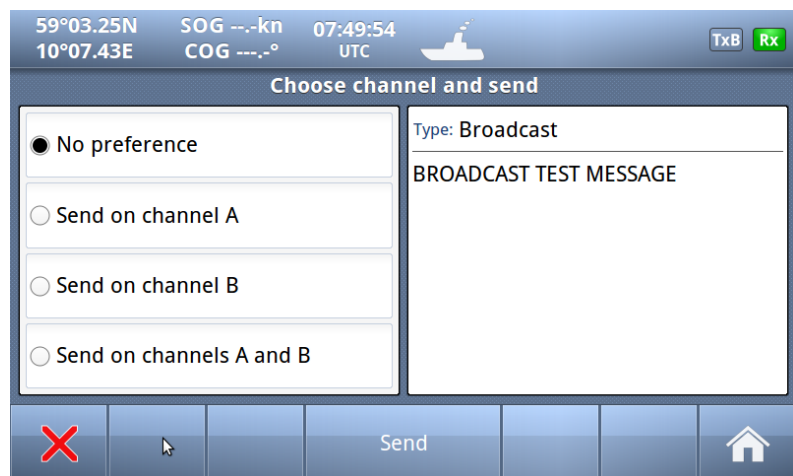 59°03.25N SOG --.-kn 07:49:54
10°07.43E COG ---.-° UTC
TxB Rx
Choose channel and send
No preference
Send on channel A
Send on channel B
Send on channels A and B
Type: Broadcast
BROADCAST TEST MESSAGE
Send